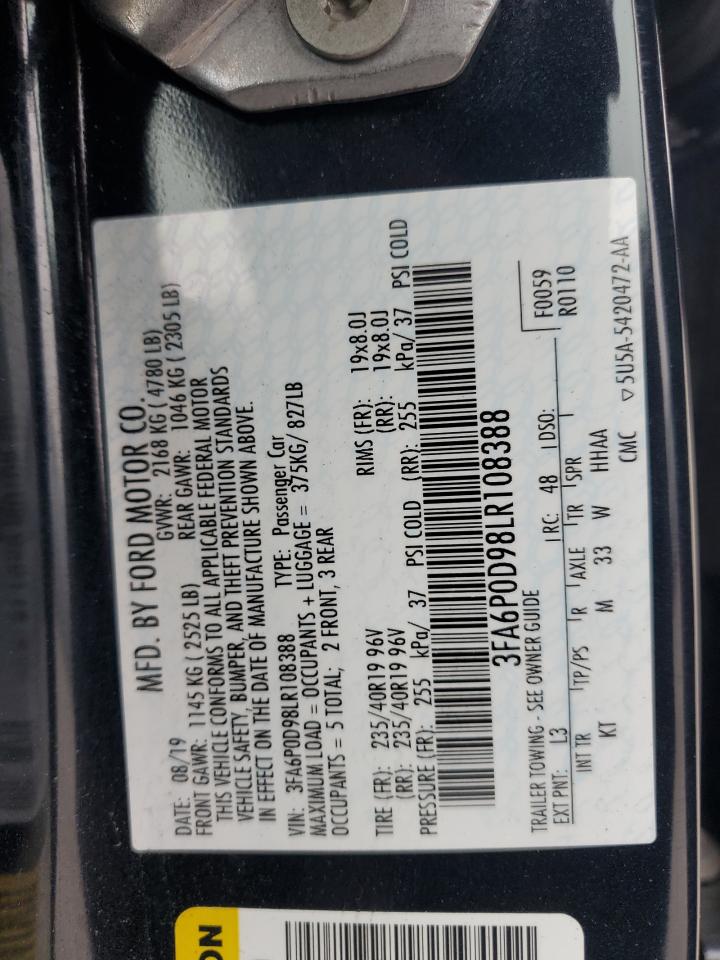 MFD. BY FORD MOTOR CO.
DATE: 08/19 GVWR: 2168 KG ( 4780 LB)
FRONT GAWR: 1145 KG ( 2525 LB) REAR GAWR: 1046 KG ( 2305 LB)
THIS VEHICLE CONFORMS TO ALL APPLICABLE FEDERAL MOTOR
VEHICLE SAFETY, BUMPER, AND THEFT PREVENTION STANDARDS
IN EFFECT ON THE DATE OF MANUFACTURE SHOWN ABOVE.
VIN: 3FA6P0D98LR108388 TYPE: Passenger Car
MAXIMUM LOAD = OCCUPANTS + LUGGAGE = 375KG/ 827LB
OCCUPANTS = 5 TOTAL; 2 FRONT, 3 REAR
TIRE (FR): 235/40R19 96V RIMS (FR): 19x8.0J
(RR): 235/40R19 96V (RR): 19x8.0J
PRESSURE (FR): 255 kPa/ 37 PSI COLD (RR): 255 kPa/ 37 PSI COLD
3FA6P0D98LR108388
TRAILER TOWING - SEE OWNER GUIDE F0059
EXT PNT: L3 RC: 48 DSO: R0110
INT TR TP/PS R AXLE TR SPR
KT M 33 W HHAA
CMC ▽5U5A-5420472-AA
ON